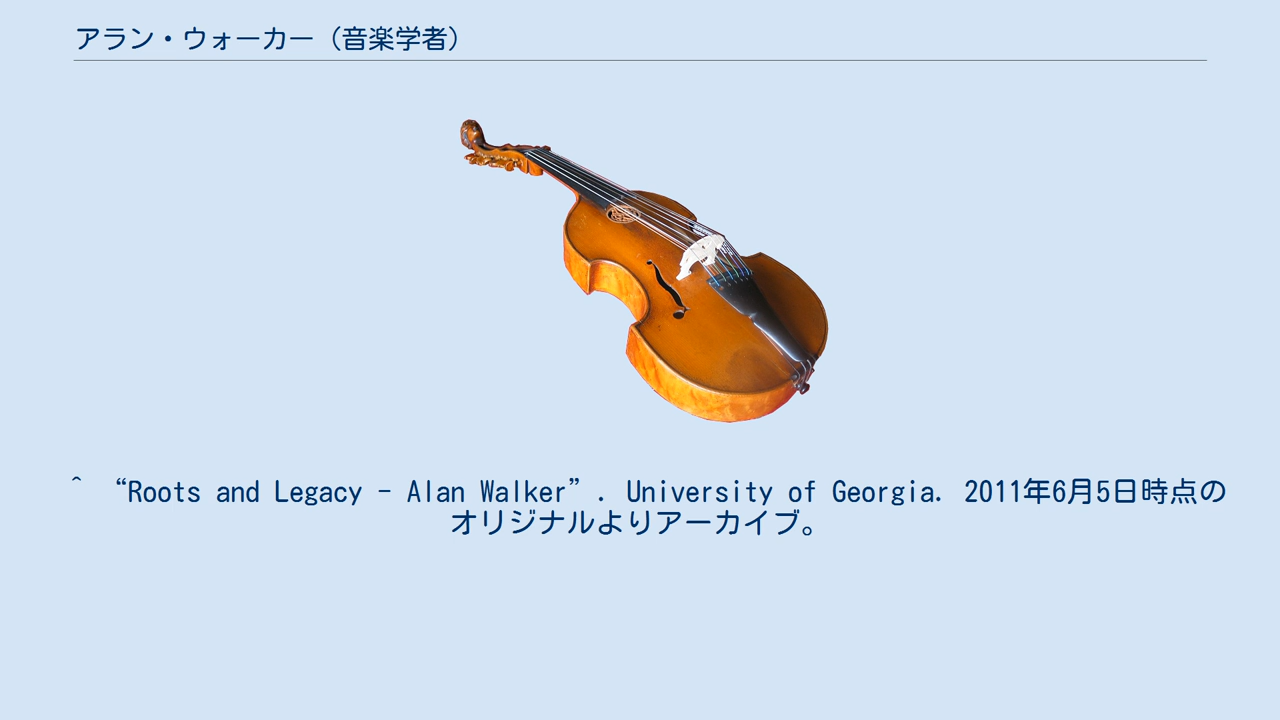 アラン・ウォーカー（音楽学者）
^ “Roots and Legacy - Alan Walker”. University of Georgia. 2011年6月5日時点の
オリジナルよりアーカイブ。